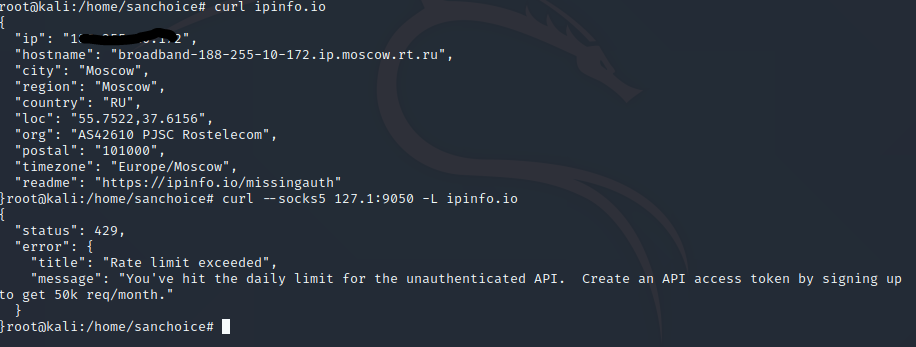 root@kali:/home/sanchoice# curl ipinfo.io
{
  "ip": "
  "hostname": "broadband-188-255-10-172.ip.moscow.rt.ru",
  "city": "Moscow",
  "region": "Moscow",
  "country": "RU",
  "loc": "55.7522,37.6156",
  "org": "AS42610 PJSC Rostelecom",
  "postal": "101000",
  "timezone": "Europe/Moscow",
  "readme": "https://ipinfo.io/missingauth"
}root@kali:/home/sanchoice# curl --socks5 127.1:9050 -L ipinfo.io
{
  "status": 429,
  "error": {
    "title": "Rate limit exceeded",
    "message": "You've hit the daily limit for the unauthenticated API.  Create an API access token by signing up
to get 50k req/month."
  }
}root@kali:/home/sanchoice#